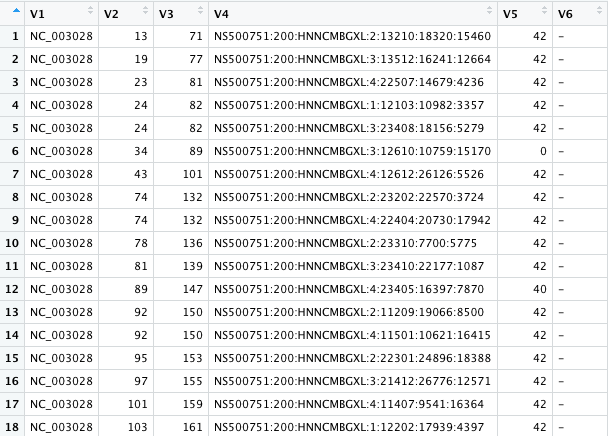 V1 V2 V3 V4 V5 V6
1 NC_003028 13 71 NS500751:200:HNNCMBGXL:2:13210:18320:15460 42 –
2 NC_003028 19 77 NS500751:200:HNNCMBGXL:3:13512:16241:12664 42 –
3 NC_003028 23 81 NS500751:200:HNNCMBGXL:4:22507:14679:4236 42 –
4 NC_003028 24 82 NS500751:200:HNNCMBGXL:1:12103:10982:3357 42 –
5 NC_003028 24 82 NS500751:200:HNNCMBGXL:3:23408:18156:5279 42 –
6 NC_003028 34 89 NS500751:200:HNNCMBGXL:3:12610:10759:15170 0 –
7 NC_003028 43 101 NS500751:200:HNNCMBGXL:4:12612:26126:5526 42 –
8 NC_003028 74 132 NS500751:200:HNNCMBGXL:2:23202:22570:3724 42 –
9 NC_003028 74 132 NS500751:200:HNNCMBGXL:4:22404:20730:17942 42 –
10 NC_003028 78 136 NS500751:200:HNNCMBGXL:2:23310:7700:5775 42 –
11 NC_003028 81 139 NS500751:200:HNNCMBGXL:3:23410:22177:1087 42 –
12 NC_003028 89 147 NS500751:200:HNNCMBGXL:4:23405:16397:7870 40 –
13 NC_003028 92 150 NS500751:200:HNNCMBGXL:2:11209:19066:8500 42 –
14 NC_003028 92 150 NS500751:200:HNNCMBGXL:4:11501:10621:16415 42 –
15 NC_003028 95 153 NS500751:200:HNNCMBGXL:2:22301:24896:18388 42 –
16 NC_003028 97 155 NS500751:200:HNNCMBGXL:3:21412:26776:12571 42 –
17 NC_003028 101 159 NS500751:200:HNNCMBGXL:4:11407:9541:16364 42 –
18 NC_003028 103 161 NS500751:200:HNNCMBGXL:1:12202:17939:4397 42 –